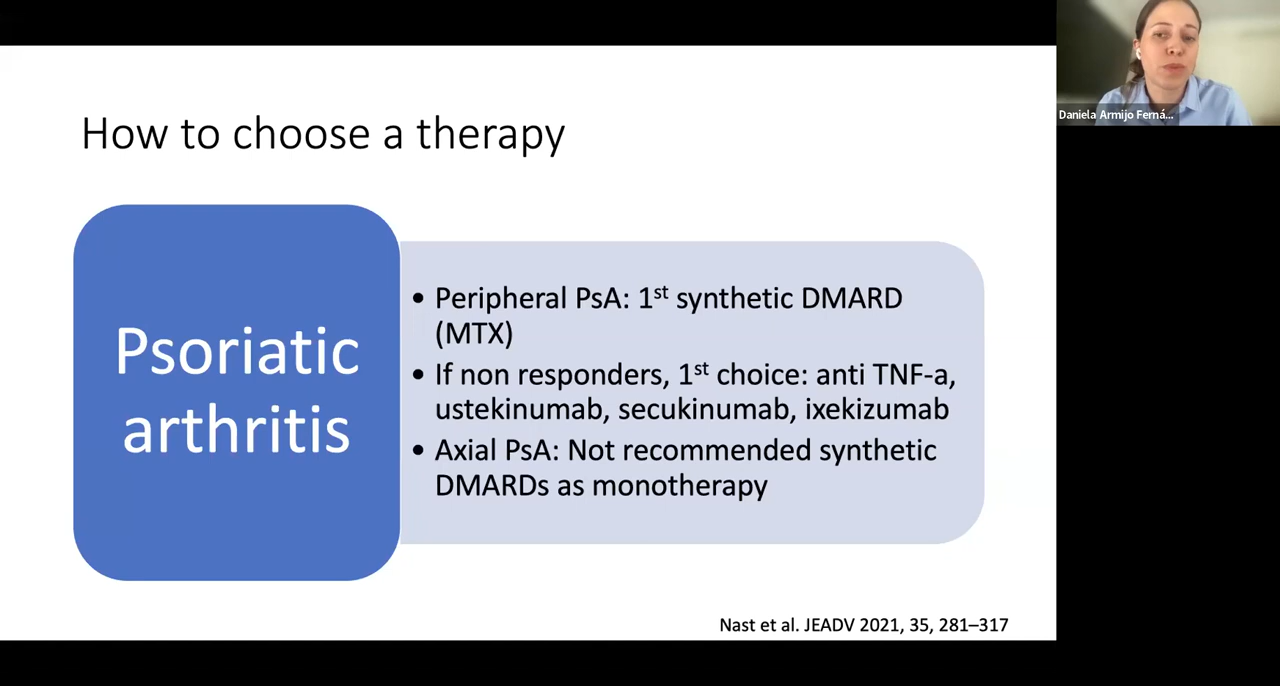 How to choose a therapy
Psoriatic
arthritis
• Peripheral PsA: 1st synthetic DMARD
(MTX)
• If non responders, 1st choice: anti TNF-a,
ustekinumab, secukinumab, ixekizumab
• Axial PsA: Not recommended synthetic
DMARDs as monotherapy
Nast et al. JEADV 2021, 35, 281–317
Daniela Armijo Ferná...